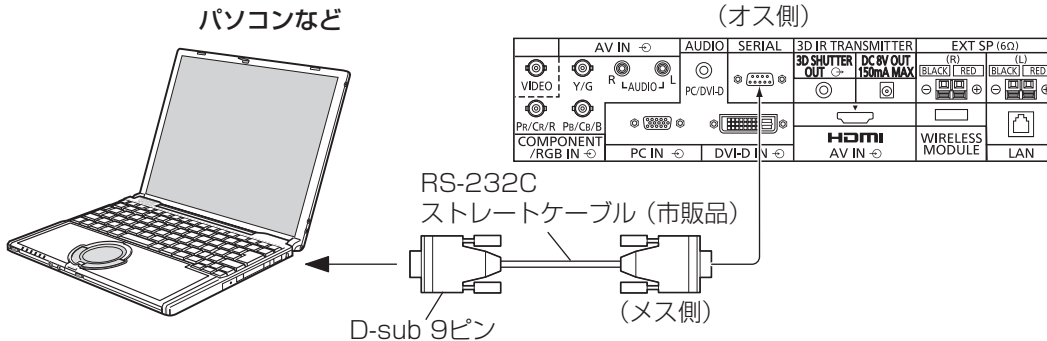 パソコンなど
(オス側)
AV IN
AUDIO
SERIAL
3D IR TRANSMITTER
EXT SP (6Ω)
3D SHUTTER
OUT
DC 8V OUT
150mA MAX
(R)
BLACK RED
(L)
BLACK RED
VIDEO
Y/G
R AUDIO L
PC/DVI-D
PR/CR/R
PB/CB/B
COMPONENT
/RGB IN
PC IN
DVI-D IN
HDMI
AV IN
WIRELESS
MODULE
LAN
RS-232C
ストレートケーブル(市販品)
(メス側)
D-sub 9ピン